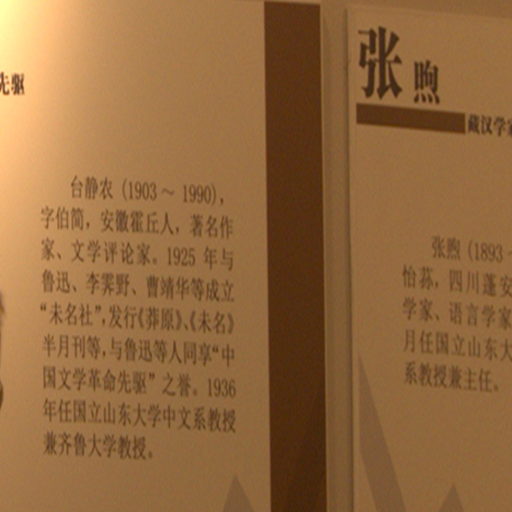 先驱
台静农（1903～1990），
字伯简，安徽霍丘人，著名作
家、文学评论家。1925 年与
鲁迅、李霁野、曹靖华等成立
“未名社”，发行《莽原》、《未名》
半月刊等，与鲁迅等人同享“中
国文学革命先驱”之誉。1936
年任国立山东大学中文系教授
兼齐鲁大学教授。
张煦
藏汉学家
张煦（1893～
怡荪，四川蓬安
学家、语言学家
月任国立山东大
系教授兼主任。